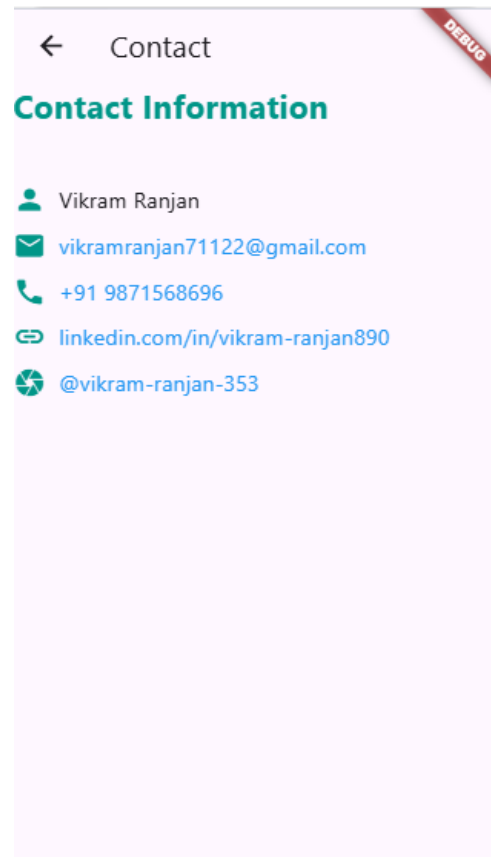 Contact
DEBUG
Contact Information
Vikram Ranjan
vikramranjan71122@gmail.com
+91 9871568696
linkedin.com/in/vikram-ranjan890
@vikram-ranjan-353